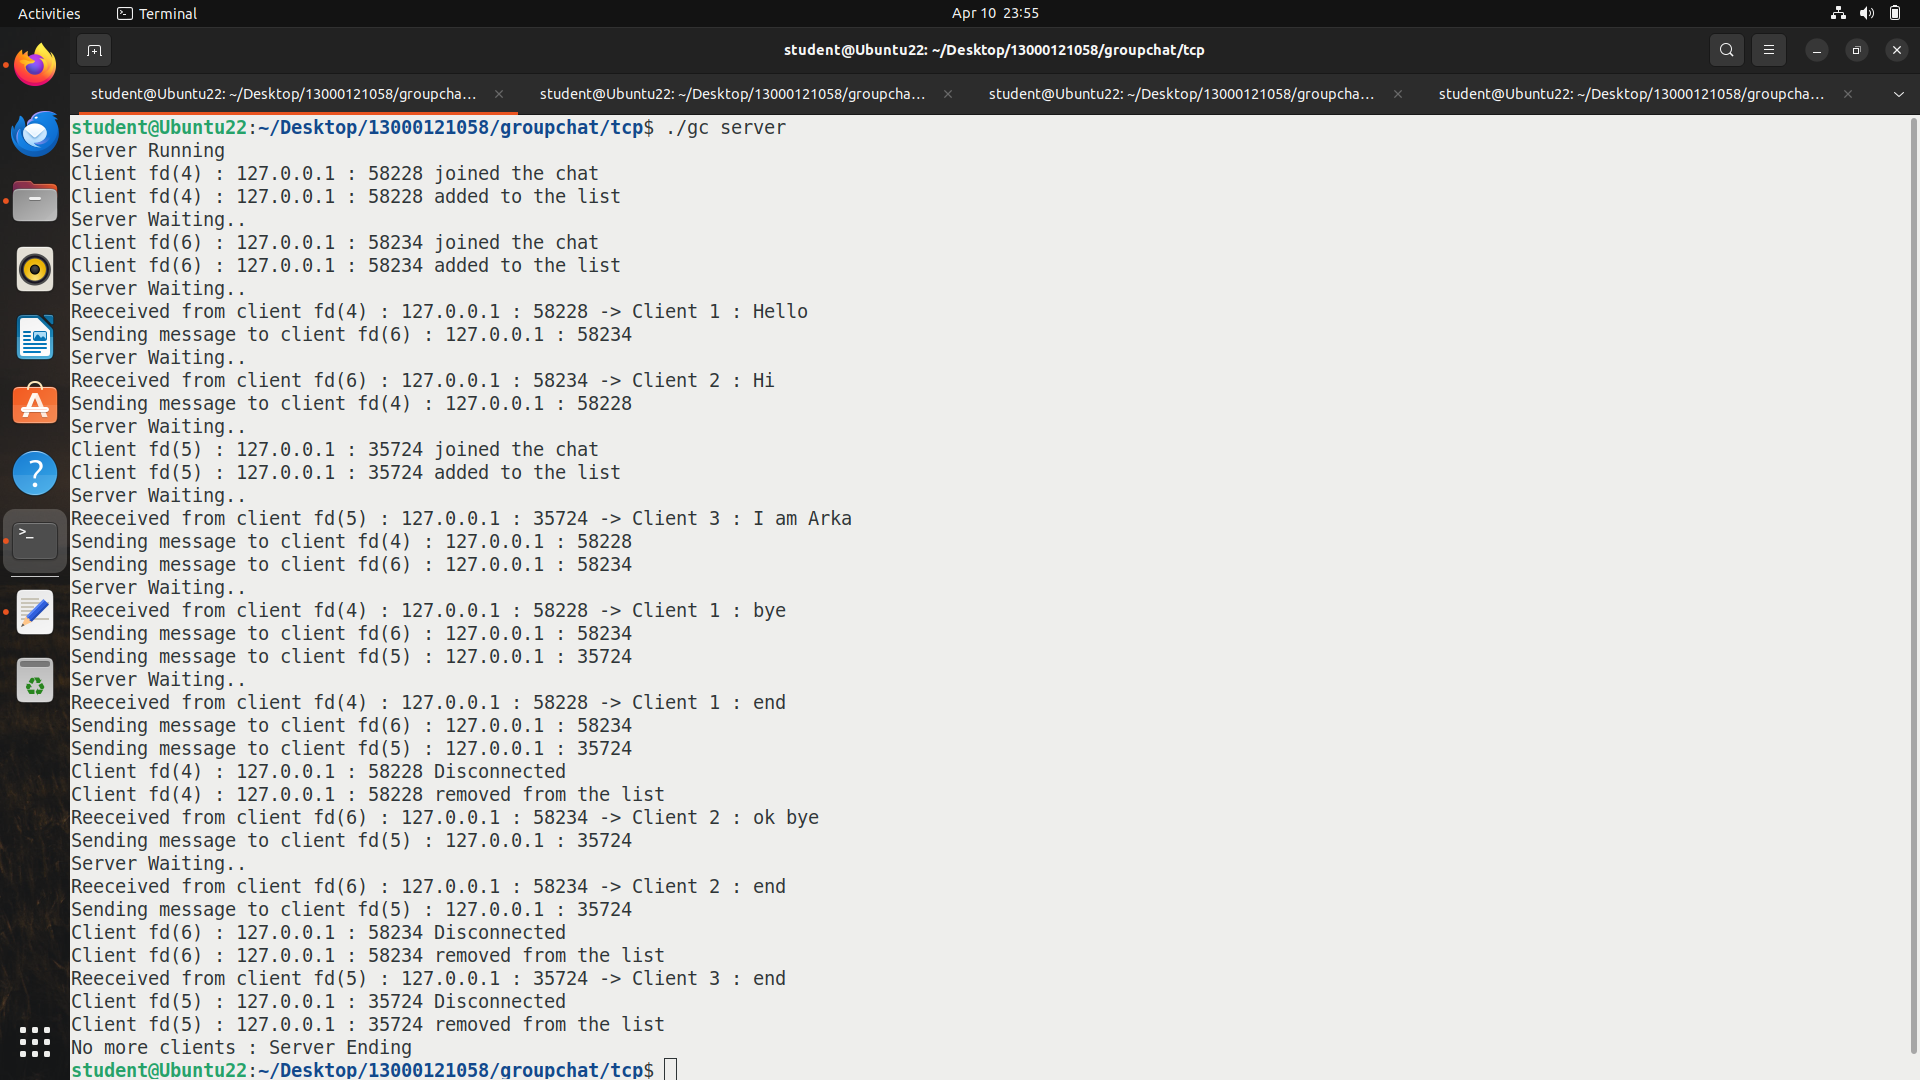 Activities
Terminal
Apr 10 23:55
student@Ubuntu22: ~/Desktop/13000121058/groupchat/tcp
student@Ubuntu22: ~/Desktop/13000121058/groupcha...
student@Ubuntu22: ~/Desktop/13000121058/groupcha...
student@Ubuntu22: ~/Desktop/13000121058/groupcha...
student@Ubuntu22: ~/Desktop/13000121058/groupcha...
student@Ubuntu22:~/Desktop/13000121058/groupchat/tcp$ ./gc server
Server Running
Client fd(4) : 127.0.0.1 : 58228 joined the chat
Client fd(4) : 127.0.0.1 : 58228 added to the list
Server Waiting..
Client fd(6) : 127.0.0.1 : 58234 joined the chat
Client fd(6) : 127.0.0.1 : 58234 added to the list
Server Waiting..
Reeceived from client fd(4) : 127.0.0.1 : 58228 -> Client 1 : Hello
Sending message to client fd(6) : 127.0.0.1 : 58234
Server Waiting..
Reeceived from client fd(6) : 127.0.0.1 : 58234 -> Client 2 : Hi
Sending message to client fd(4) : 127.0.0.1 : 58228
Server Waiting..
Client fd(5) : 127.0.0.1 : 35724 joined the chat
Client fd(5) : 127.0.0.1 : 35724 added to the list
Server Waiting..
Reeceived from client fd(5) : 127.0.0.1 : 35724 -> Client 3 : I am Arka
Sending message to client fd(4) : 127.0.0.1 : 58228
Sending message to client fd(6) : 127.0.0.1 : 58234
Server Waiting..
Reeceived from client fd(4) : 127.0.0.1 : 58228 -> Client 1 : bye
Sending message to client fd(6) : 127.0.0.1 : 58234
Sending message to client fd(5) : 127.0.0.1 : 35724
Server Waiting..
Reeceived from client fd(4) : 127.0.0.1 : 58228 -> Client 1 : end
Sending message to client fd(6) : 127.0.0.1 : 58234
Sending message to client fd(5) : 127.0.0.1 : 35724
Client fd(4) : 127.0.0.1 : 58228 Disconnected
Client fd(4) : 127.0.0.1 : 58228 removed from the list
Reeceived from client fd(6) : 127.0.0.1 : 58234 -> Client 2 : ok bye
Sending message to client fd(5) : 127.0.0.1 : 35724
Server Waiting..
Reeceived from client fd(6) : 127.0.0.1 : 58234 -> Client 2 : end
Sending message to client fd(5) : 127.0.0.1 : 35724
Client fd(6) : 127.0.0.1 : 58234 Disconnected
Client fd(6) : 127.0.0.1 : 58234 removed from the list
Reeceived from client fd(5) : 127.0.0.1 : 35724 -> Client 3 : end
Client fd(5) : 127.0.0.1 : 35724 Disconnected
Client fd(5) : 127.0.0.1 : 35724 removed from the list
No more clients : Server Ending
student@Ubuntu22:~/Desktop/13000121058/groupchat/tcp$